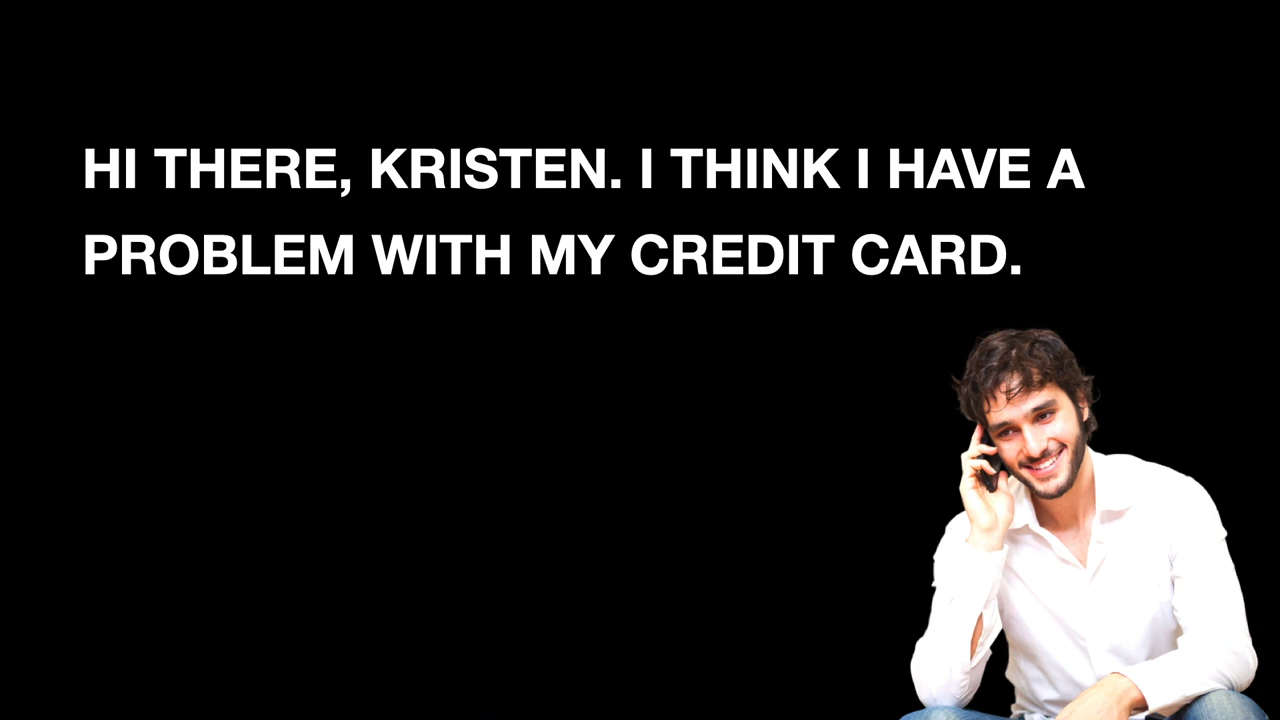 HI THERE, KRISTEN. I THINK I HAVE A
PROBLEM WITH MY CREDIT CARD.